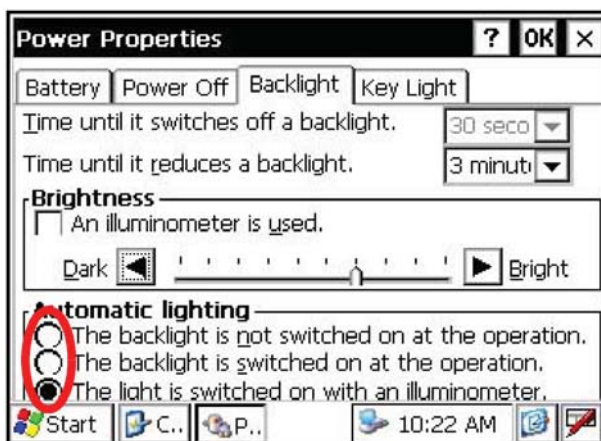 Power Properties ? OK ×
Battery Power Off Backlight Key Light
Time until it switches off a backlight. 30 seco
Time until it reduces a backlight. 3 minut
Brightness
An illuminometer is used.
Dark Bright
Automatic lighting
The backlight is not switched on at the operation.
The backlight is switched on at the operation.
The light is switched on with an illuminometer.
Start C.. P.. 10:22 AM